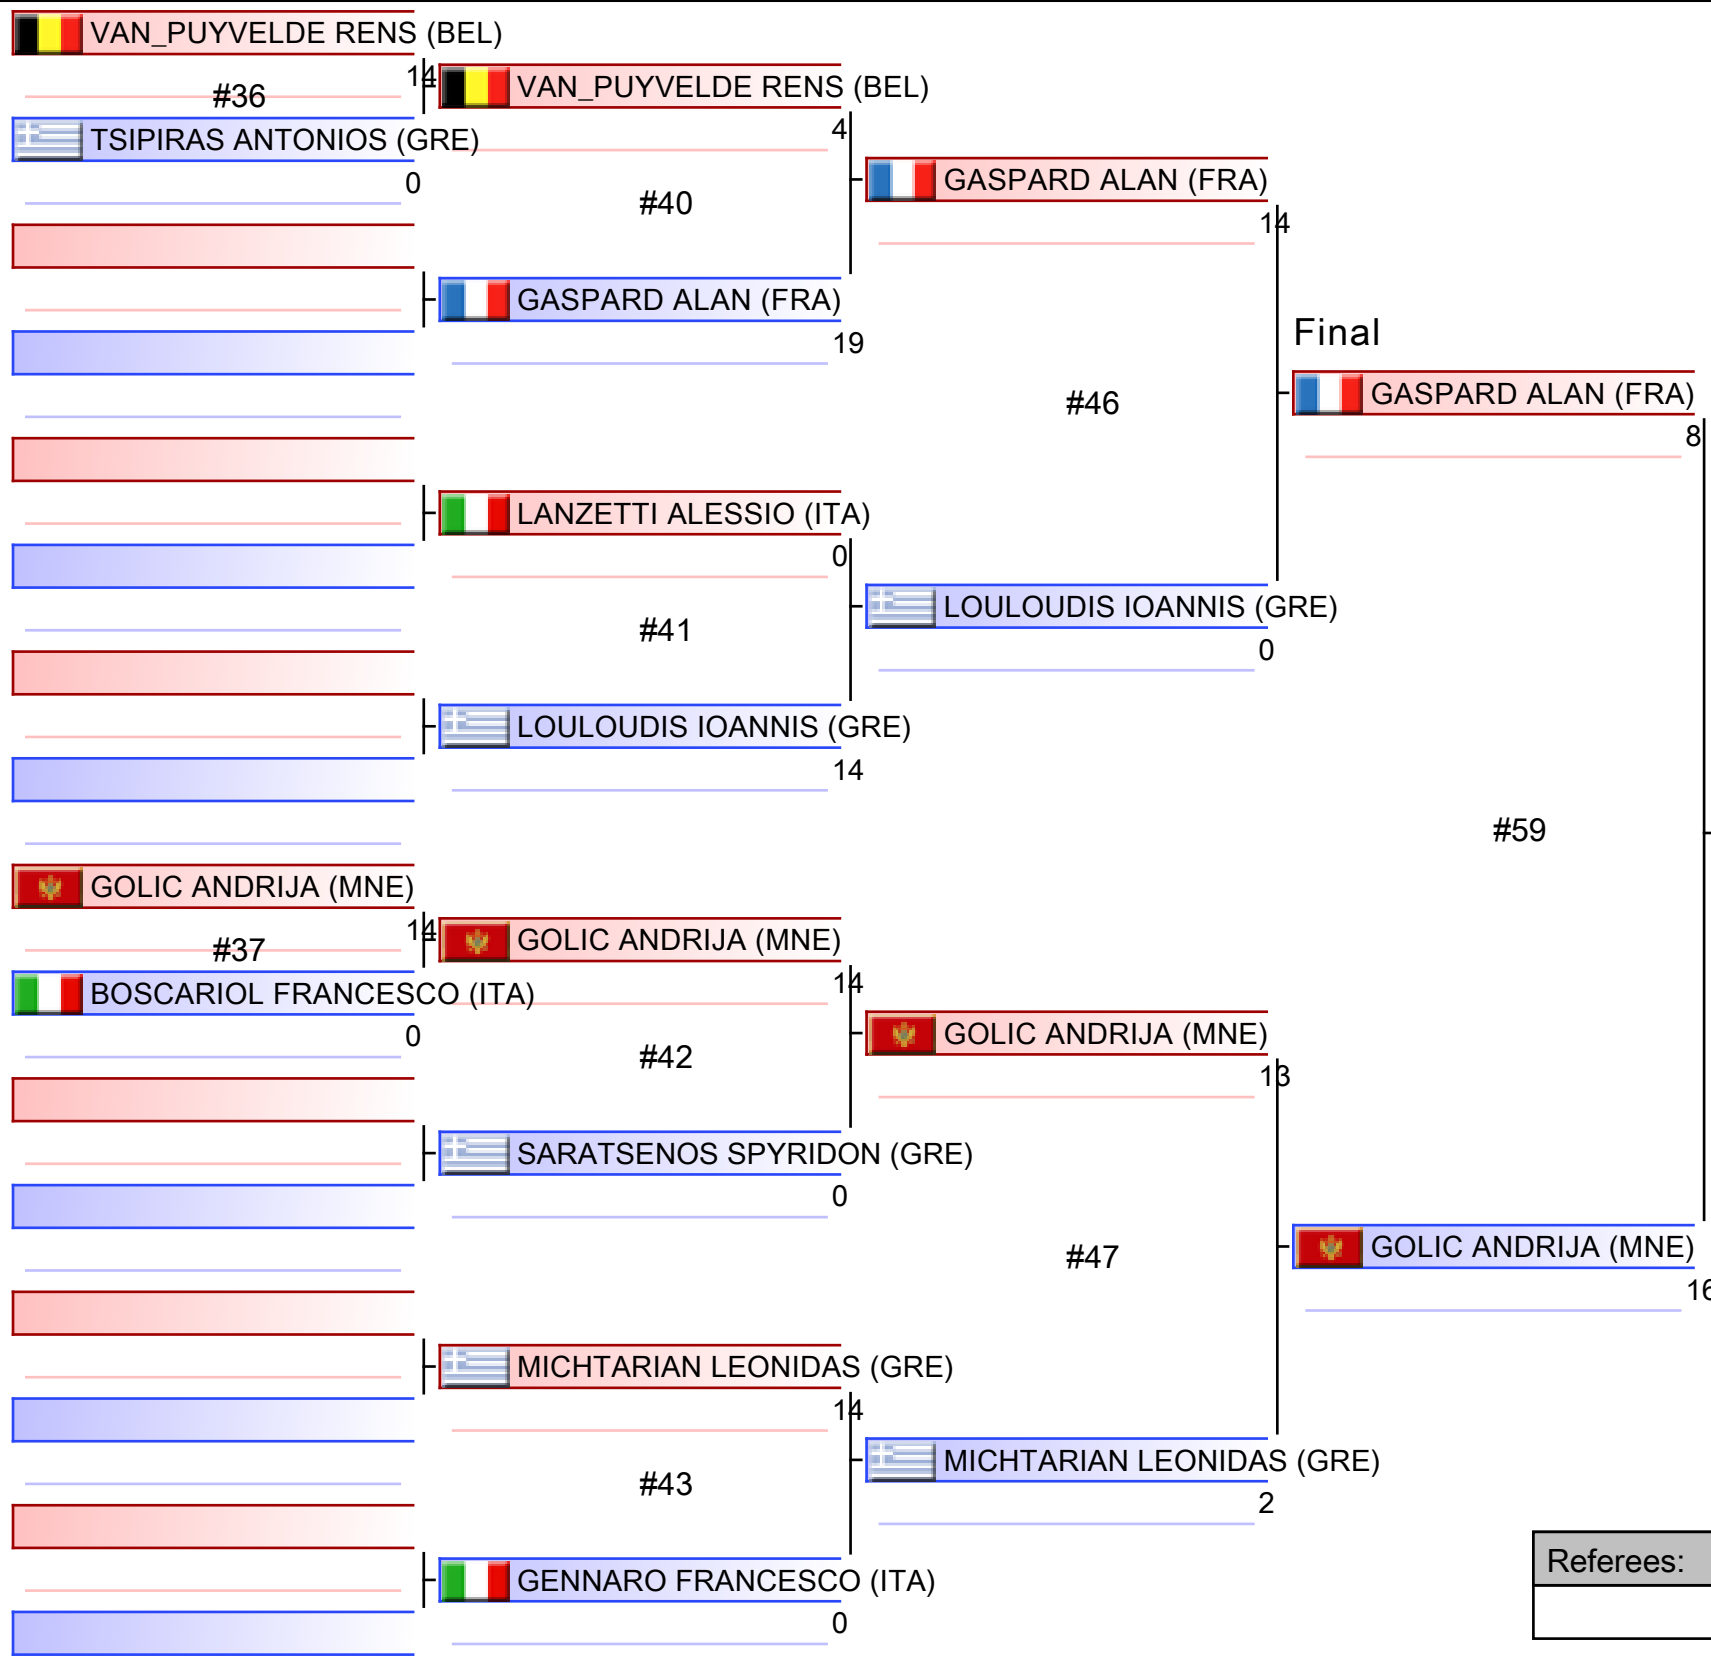 VAN_PUYVELDE RENS (BEL)
14
#36
TSIPIRAS ANTONIOS (GRE)
0
VAN_PUYVELDE RENS (BEL)
4
#40
GASPARD ALAN (FRA)
19
GASPARD ALAN (FRA)
14
#46
LANZETTI ALESSIO (ITA)
0
#41
LOULOUDIS IOANNIS (GRE)
14
LOULOUDIS IOANNIS (GRE)
0
Final
GASPARD ALAN (FRA)
8
#59
GOLIC ANDRIJA (MNE)
14
#37
BOSCARIOL FRANCESCO (ITA)
0
GOLIC ANDRIJA (MNE)
14
#42
SARATSENOS SPYRIDON (GRE)
0
GOLIC ANDRIJA (MNE)
13
#47
GOLIC ANDRIJA (MNE)
16
MICHTARIAN LEONIDAS (GRE)
14
#43
GENNARO FRANCESCO (ITA)
0
MICHTARIAN LEONIDAS (GRE)
2
Referees: